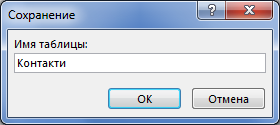 Сохранение
Имя таблицы:
Контакти
ОК
Отмена